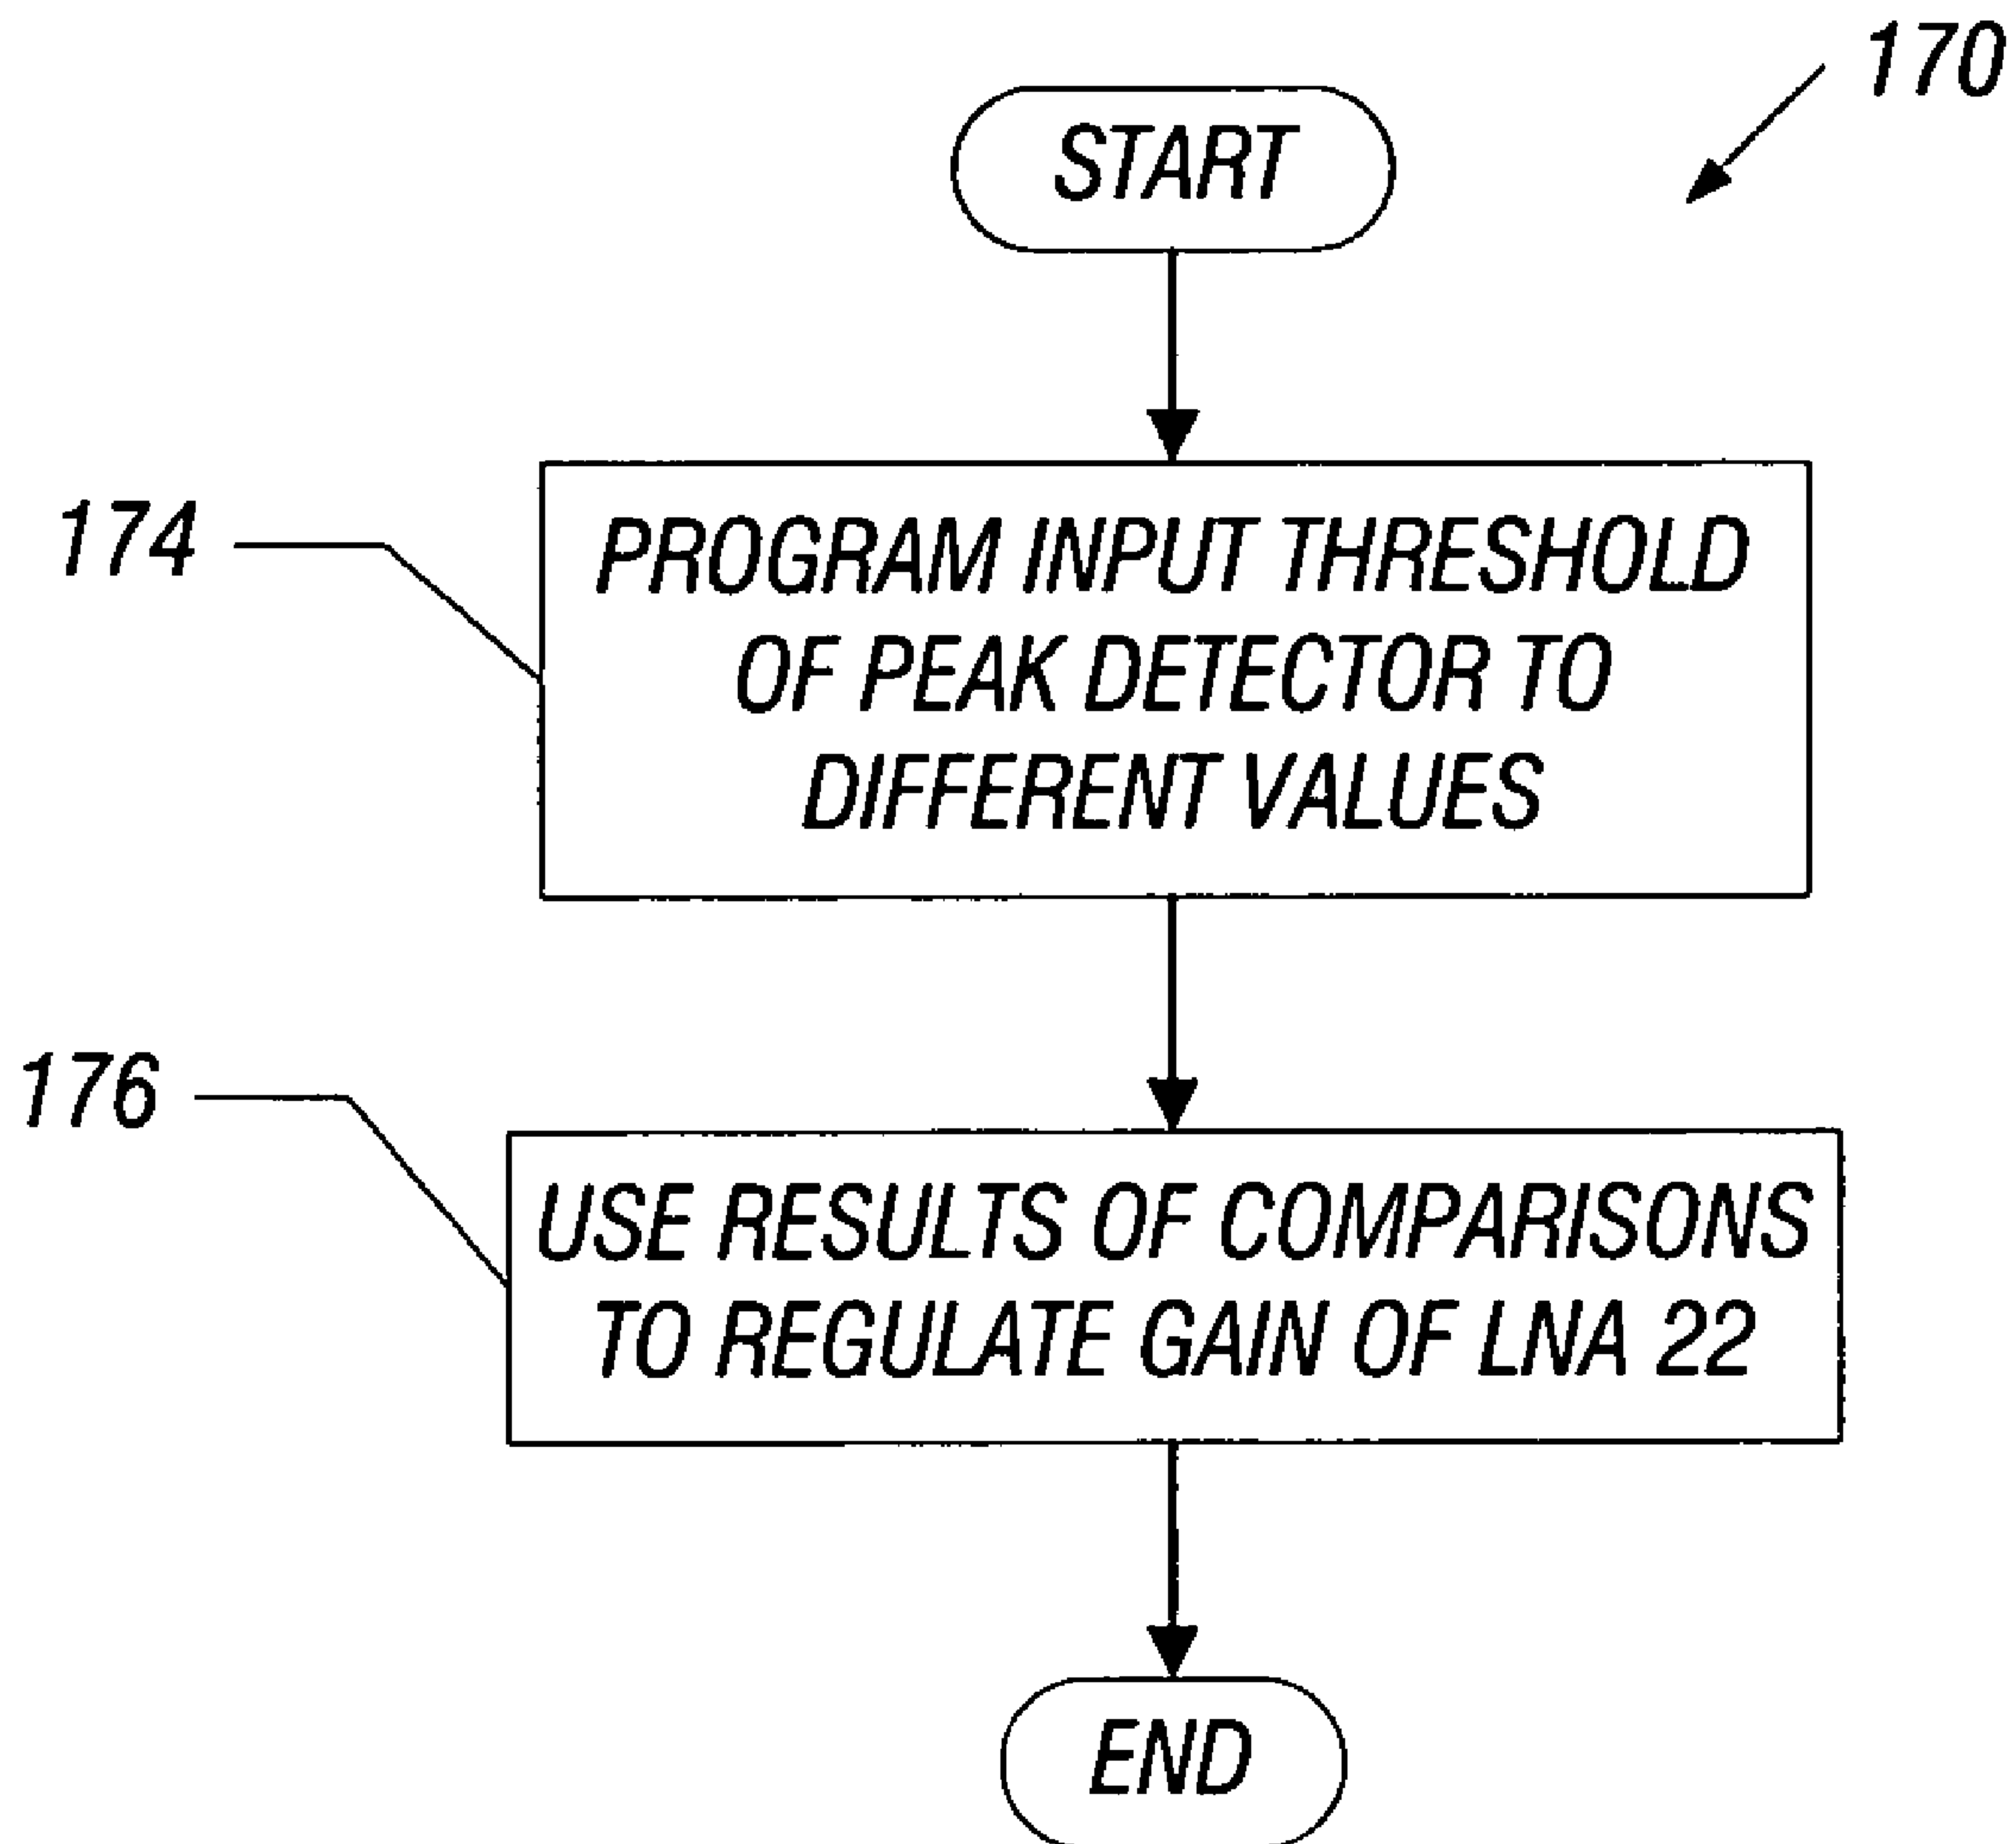 170
START
174
PROGRAM INPUT THRESHOLD
OF PEAK DETECTOR TO
DIFFERENT VALUES
176
USE RESULTS OF COMPARISONS
TO REGULATE GAIN OF LNA 22
END